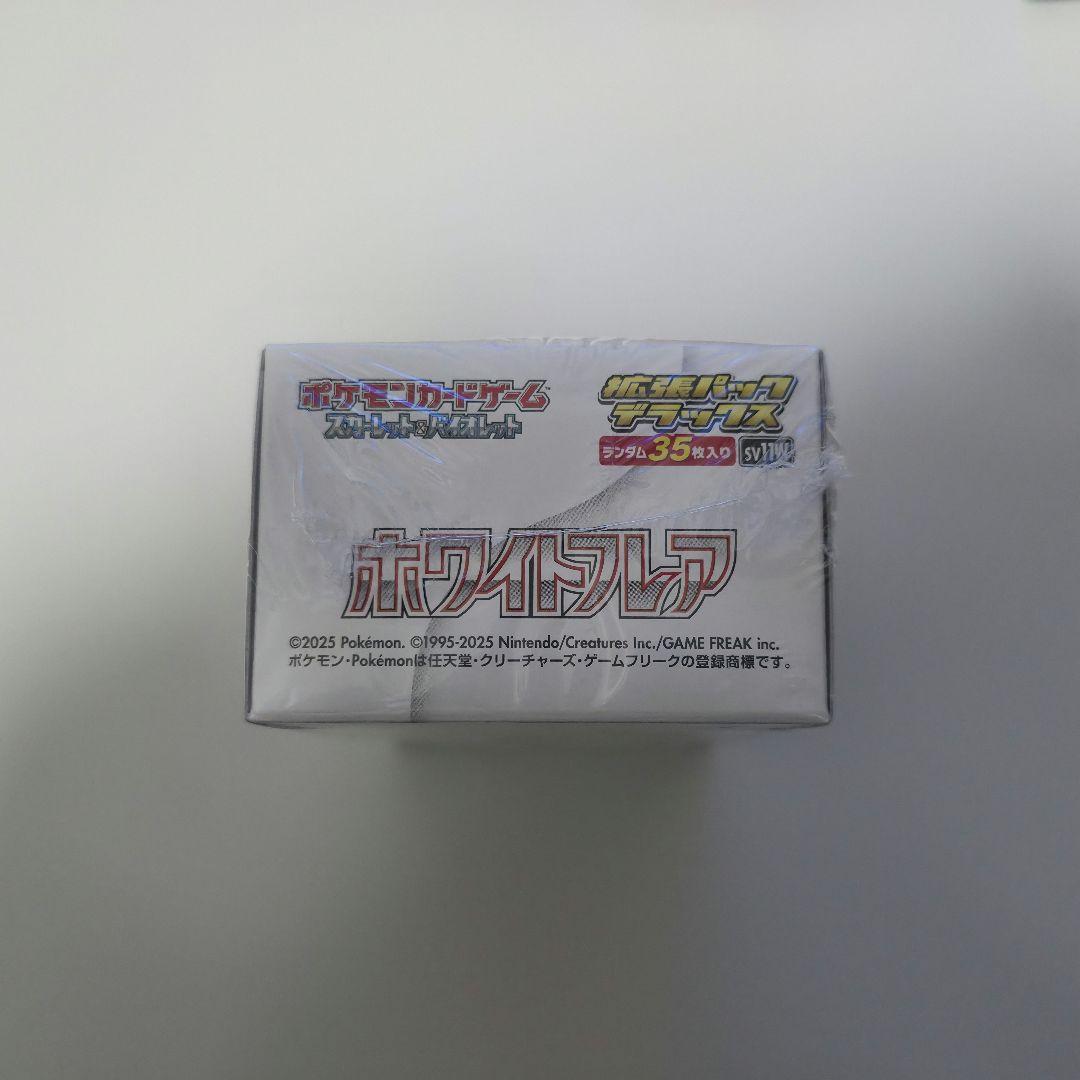 ポケモンカードゲーム™
スカーレット&バイオレット
拡張パック
デラックス
ランダム35枚入り
sv11W
ホワイトフレア
©2025 Pokémon. ©1995-2025 Nintendo/Creatures Inc./GAME FREAK inc.
ポケモン・Pokémonは任天堂・クリーチャーズ・ゲームフリークの登録商標です。